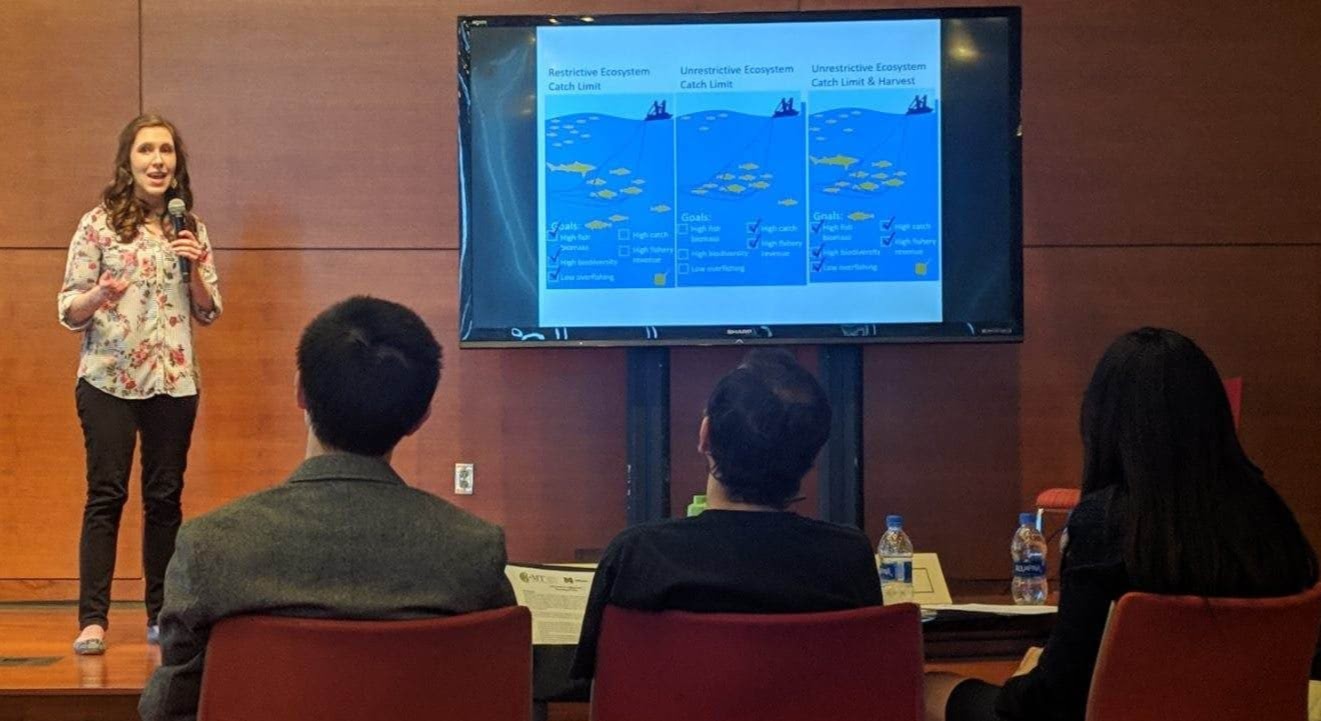 Restrictive Ecosystem
Catch Limit
Unrestrictive Ecosystem
Catch Limit
Unrestrictive Ecosystem
Catch Limit & Harvest
Goals:
High fish
biomass
High biodiversity
Low overfishing
High catch
High fishery
revenue
Goals:
High fish
biomass
High biodiversity
Low overfishing
High catch
High fishery
revenue
Goals:
High fish
biomass
High biodiversity
Low overfishing
High catch
High fishery
revenue
SHARP